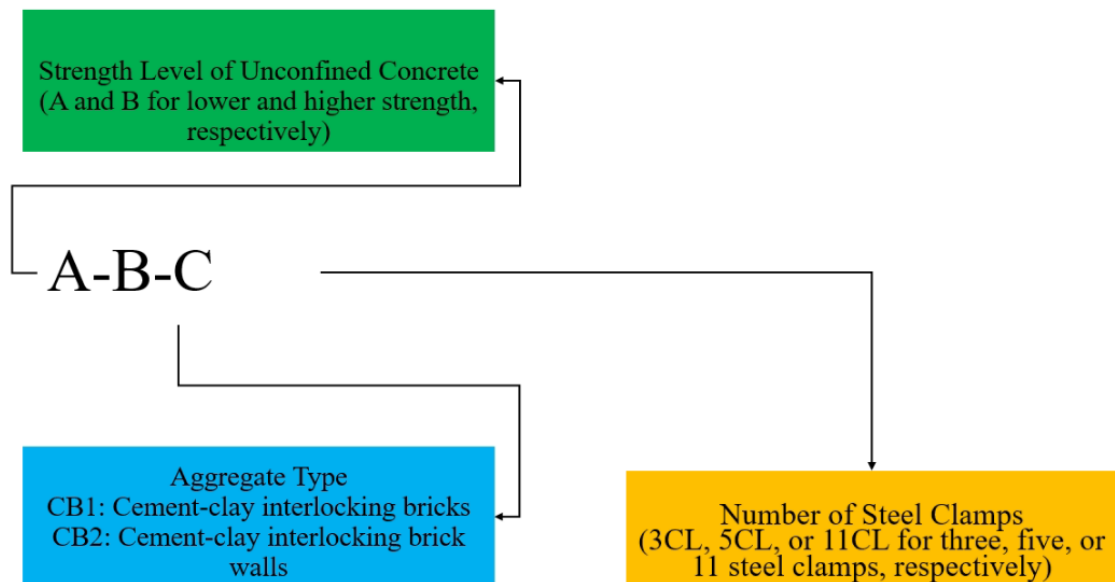 Strength Level of Unconfined Concrete
(A and B for lower and higher strength,
respectively)
A-B-C
Aggregate Type
CB1: Cement-clay interlocking bricks
CB2: Cement-clay interlocking brick
walls
Number of Steel Clamps
(3CL, 5CL, or 11CL for three, five, or
11 steel clamps, respectively)